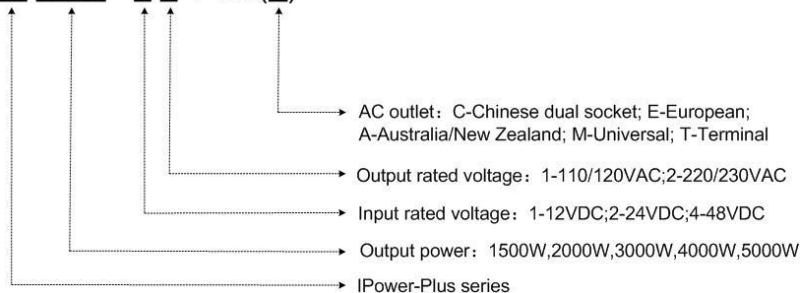 AC outlet：C-Chinese dual socket; E-European;
A-Australia/New Zealand; M-Universal; T-Terminal
Output rated voltage：1-110/120VAC;2-220/230VAC
Input rated voltage：1-12VDC;2-24VDC;4-48VDC
Output power：1500W,2000W,3000W,4000W,5000W
IPower-Plus series